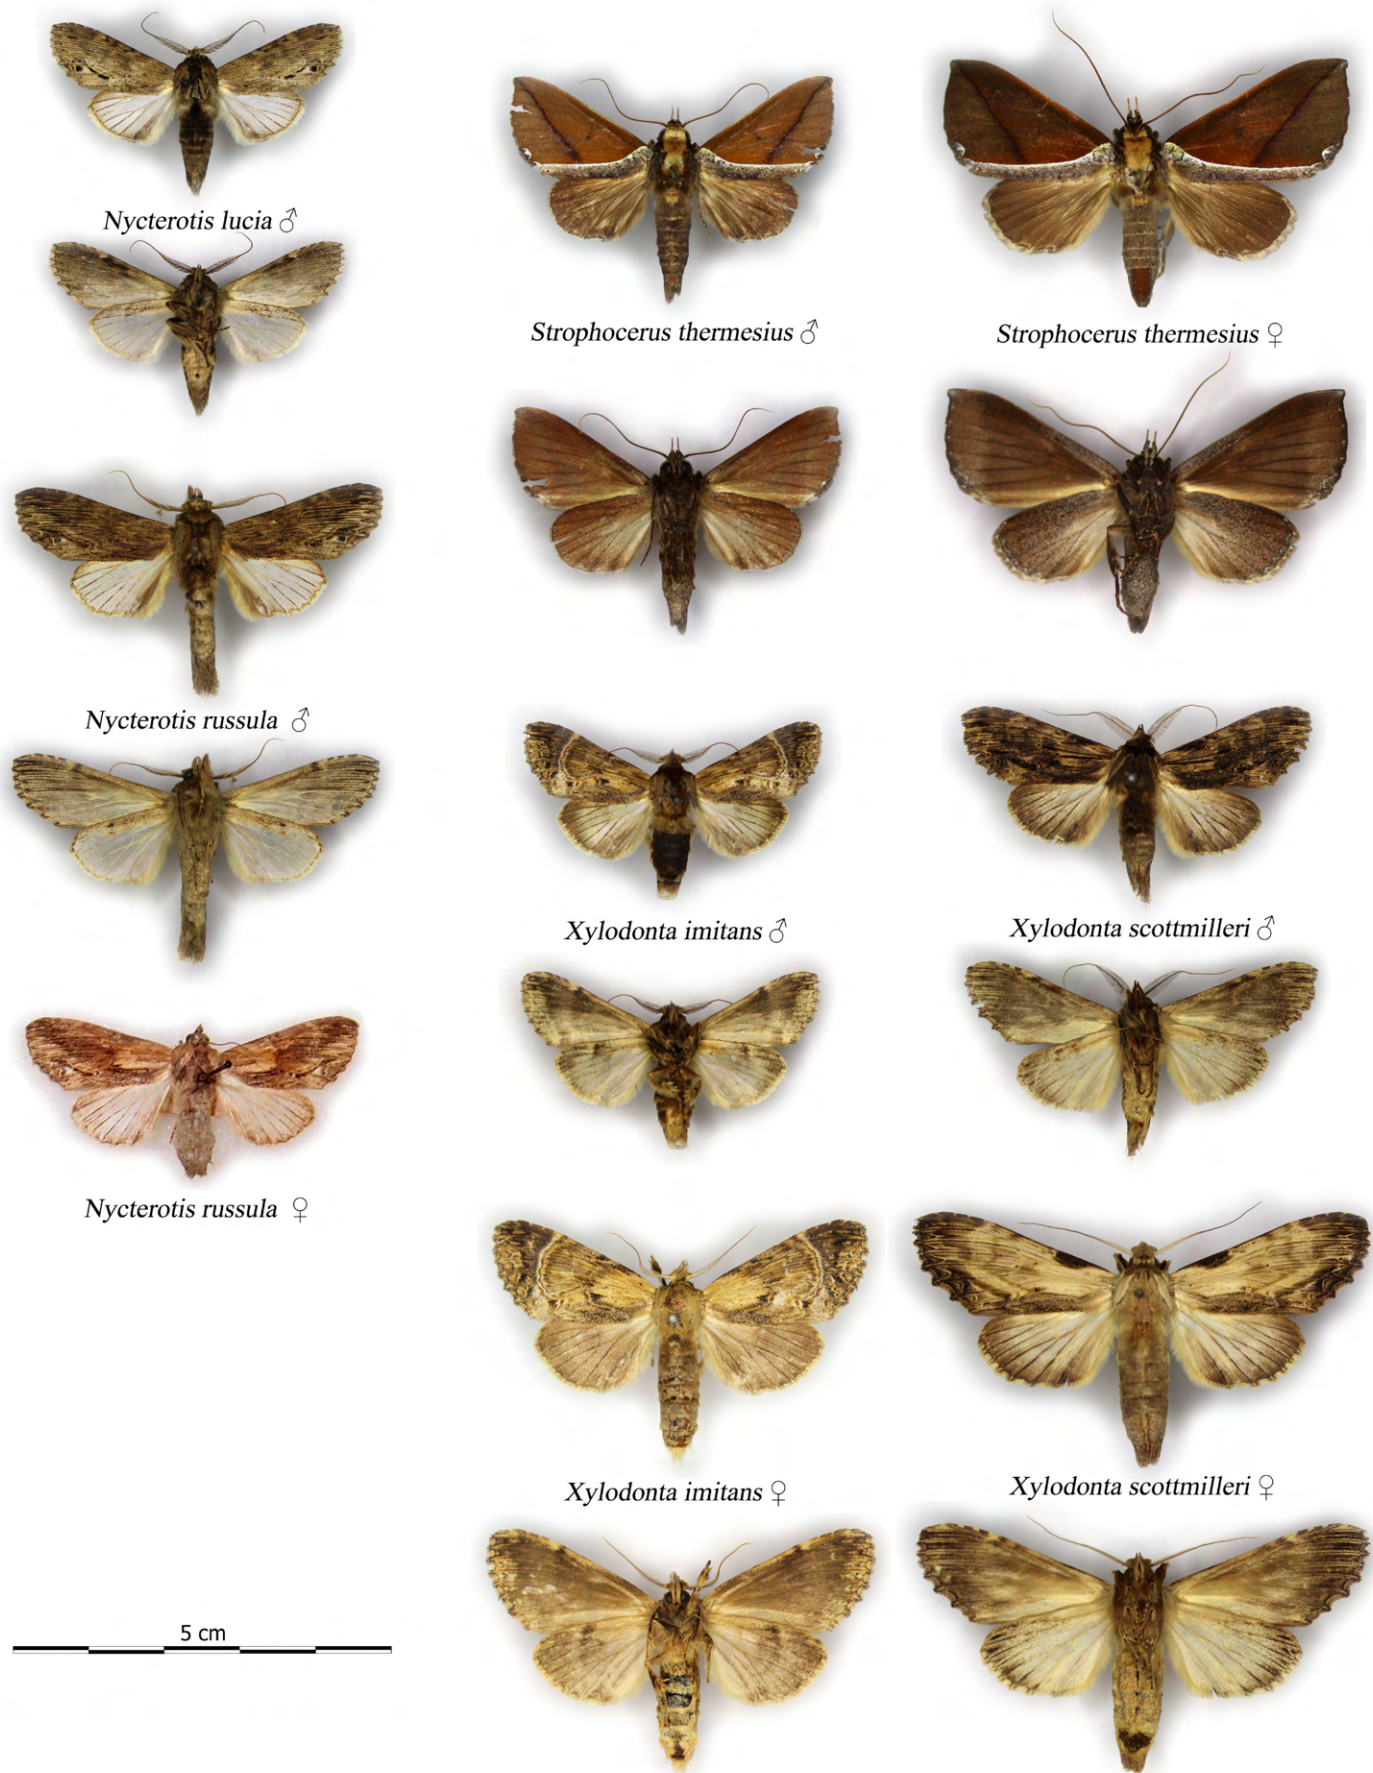 Nycterotis lucia ♂
Strophocerus thermesius ♂
Strophocerus thermesius ♀
Nycterotis russula ♂
Xylodonta imitans ♂
Xylodonta scottmilleri ♂
Nycterotis russula ♀
Xylodonta imitans ♀
Xylodonta scottmilleri ♀
5 cm